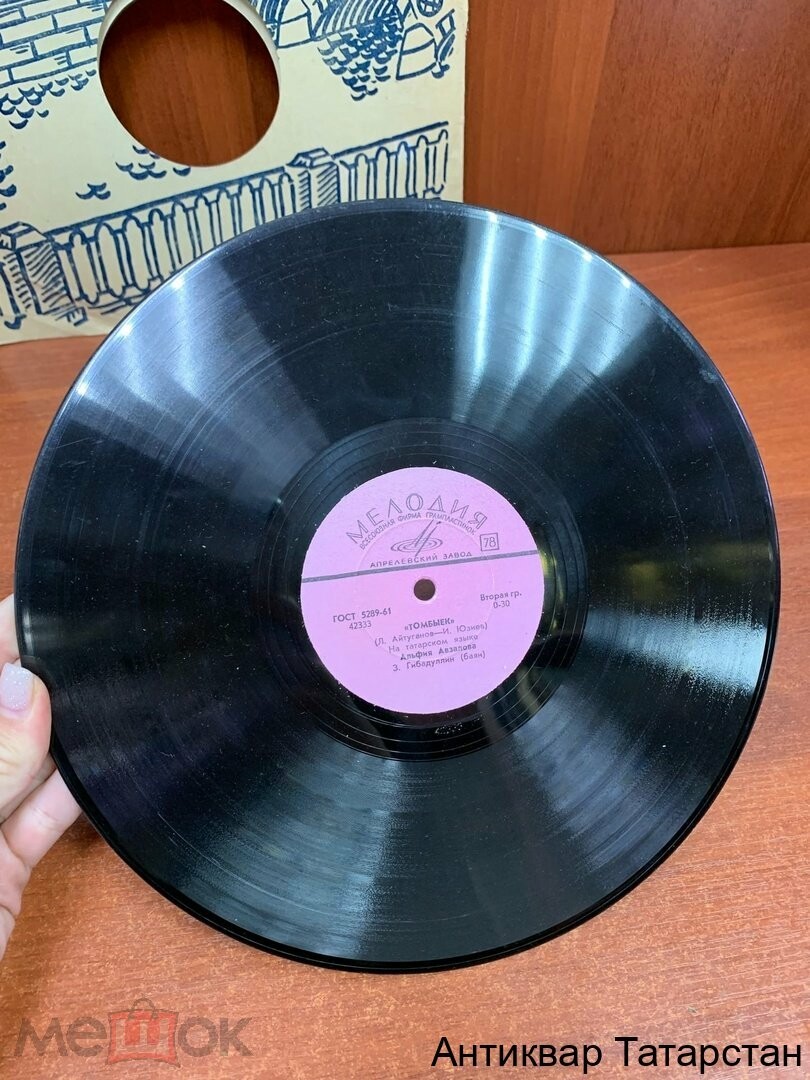 МЕЛОДИЯ
ВСЕСОЮЗНАЯ ФИРМА ГРАМПЛАСТИНОК
78
АПРЕЛЕВСКИЙ ЗАВОД
ГОСТ 5289-61
42333
Вторая гр.
0-30
«ТОМБЫЕК»
(Л. Айтуганов—И. Юзеев)
На татарском языке
Альфия Авзалова
З. Гибадуллин (баян)
мешок
Антиквар Татарстан